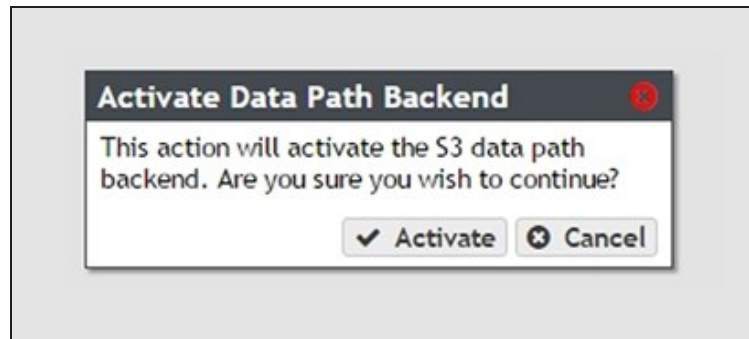 Activate Data Path Backend
This action will activate the S3 data path
backend. Are you sure you wish to continue?
Activate Cancel